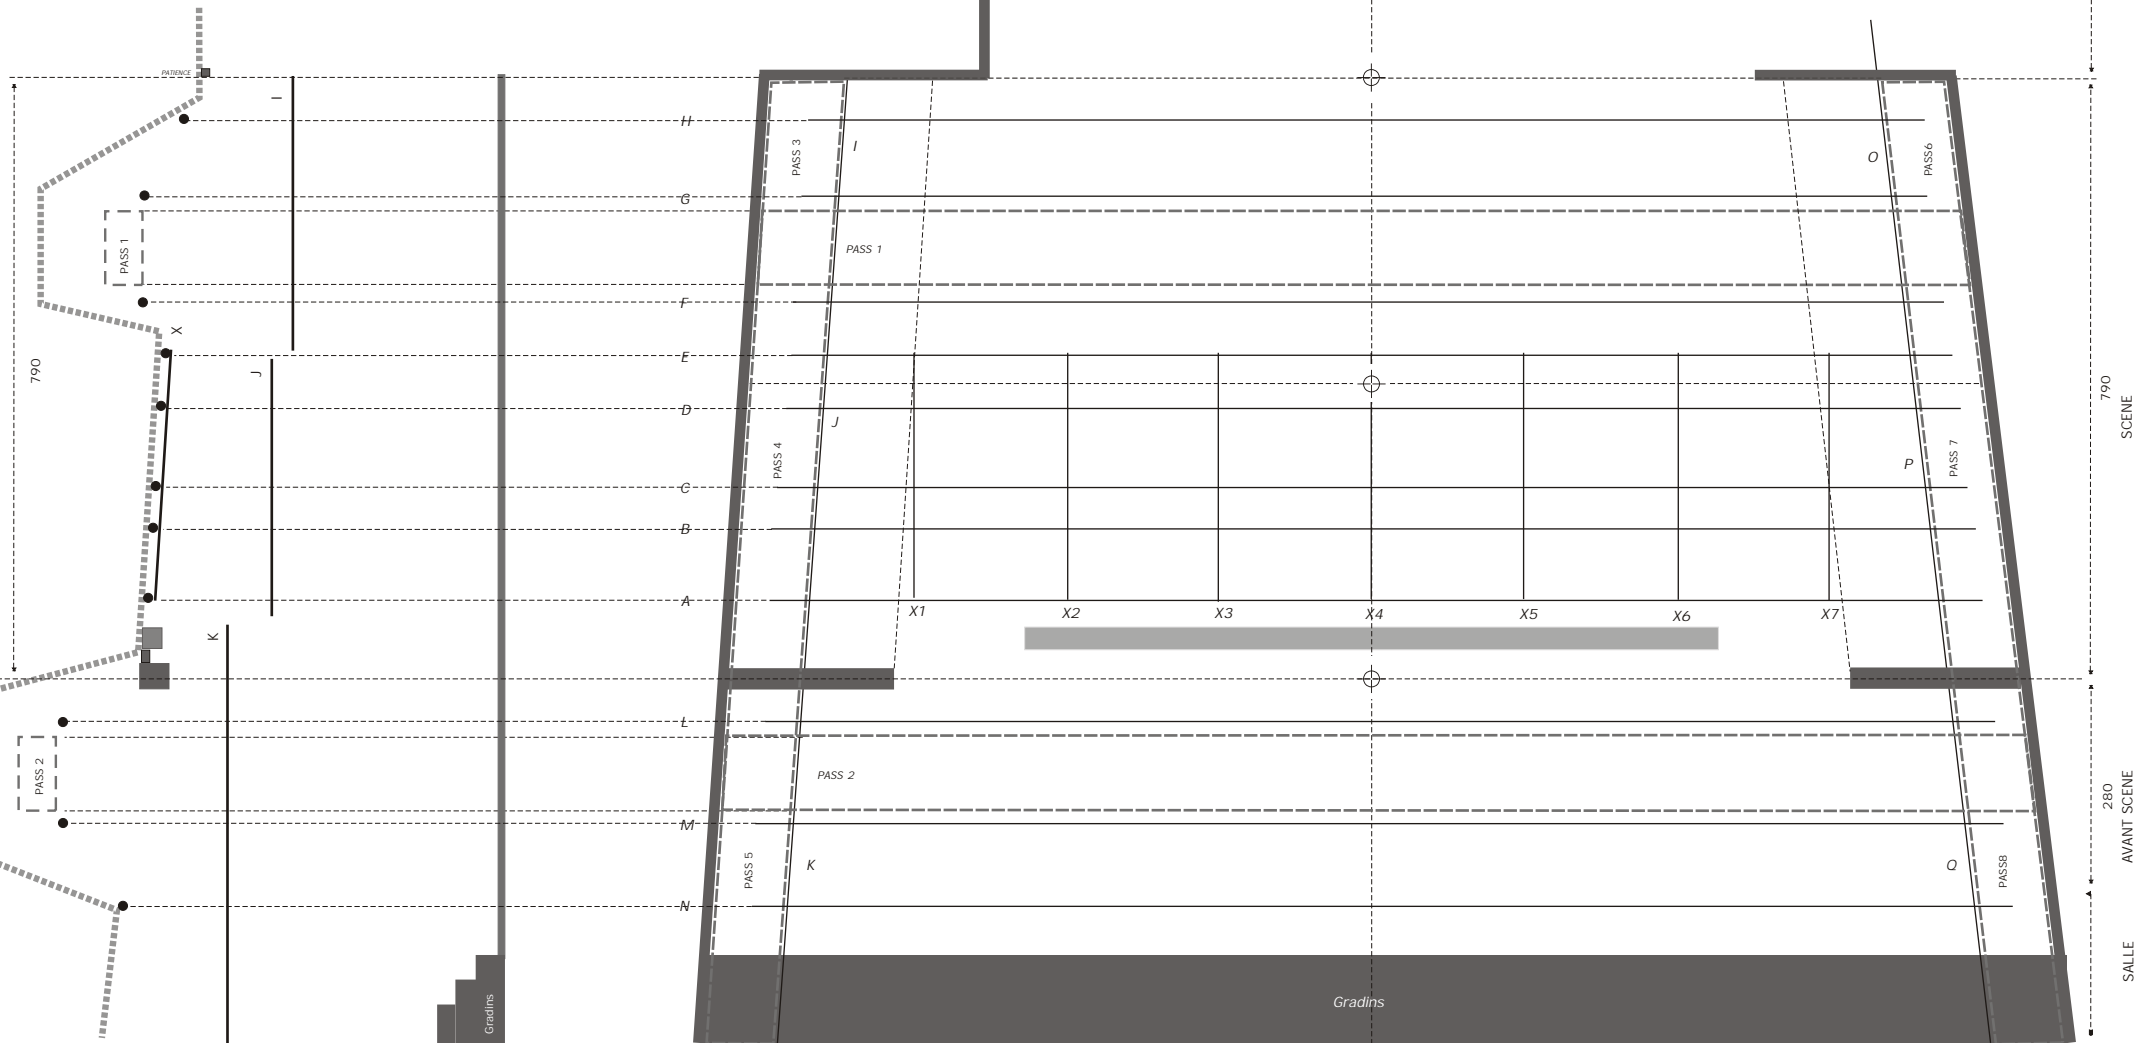 PATIENCE
I
H
PASS 3
I
O
PASS6
G
PASS 1
PASS 1
F
X
E
790
J
790
SCENE
D
J
PASS 4
P
PASS 7
C
B
A
X1
X2
X3
X4
X5
X6
X7
K
L
PASS 2
PASS 2
280
AVANT SCENE
M
PASS 5
K
Q
PASS8
N
SALLE
Gradins
Gradins